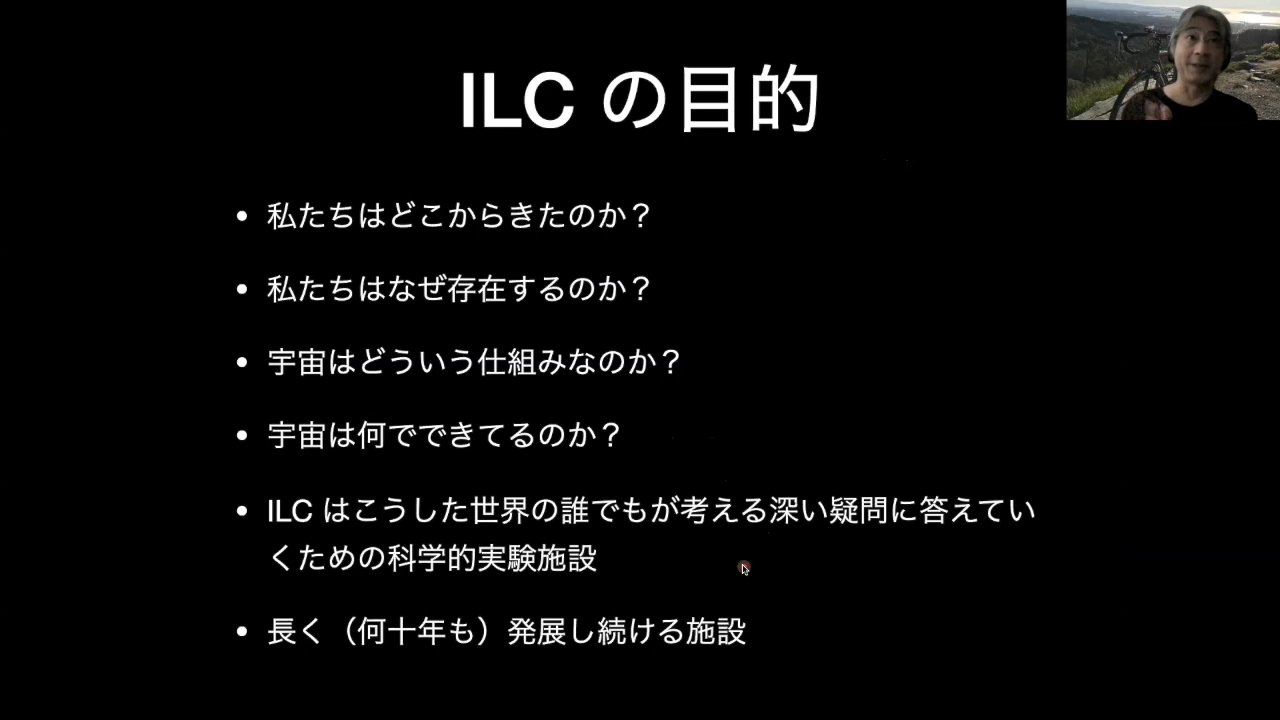 ILC の目的
• 私たちはどこからきたのか？
• 私たちはなぜ存在するのか？
• 宇宙はどういう仕組みなのか？
• 宇宙は何でできてるのか？
• ILC はこうした世界の誰でもが考える深い疑問に答えてい
くための科学的実験施設
• 長く（何十年も）発展し続ける施設